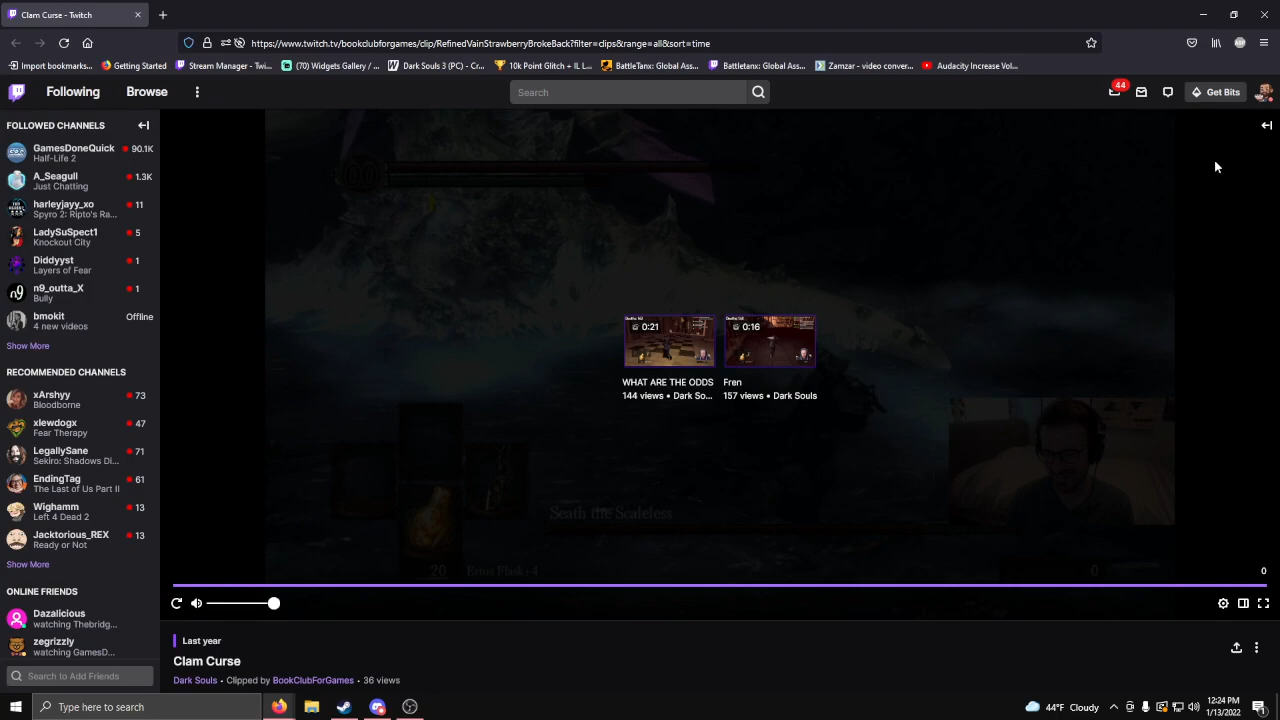 Clam Curse - Twitch
https://www.twitch.tv/bookclubforgames/clip/RefinedVainStrawberryBrokeBack?filter=clips&range=all&sort=time
Import bookmarks... Getting Started Stream Manager - Twi... (70) Widgets Gallery / ... Dark Souls 3 (PC) - Cr... 10k Point Glitch + IL L... BattleTanx: Global Ass... Battletanx: Global Ass... Zamzar - video conver... Audacity Increase Vol...
Following Browse Search 44 Get Bits
FOLLOWED CHANNELS
GamesDoneQuick 90.1K
Half-Life 2
A_Seagull 1.3K
Just Chatting
harleyjayy_xo 11
Spyro 2: Ripto's Ra...
LadySuSpect1 5
Knockout City
Diddyyst 1
Layers of Fear
n9_outta_X 1
Bully
bmokit Offline
4 new videos
Show More
RECOMMENDED CHANNELS
xArshyy 73
Bloodborne
xlewdogx 47
Fear Therapy
LegallySane 71
Sekiro: Shadows Di...
EndingTag 61
The Last of Us Part II
Wighamm 13
Left 4 Dead 2
Jacktorious_REX 13
Ready or Not
Show More
ONLINE FRIENDS
Dazalicious
watching Thebridg...
zegrizzly
watching GamesD...
Search to Add Friends
0:21 0:16
WHAT ARE THE ODDS Fren
144 views • Dark So... 157 views • Dark Souls
Seath the Scaleless
20 Estus Flask+4 0
0
Last year
Clam Curse
Dark Souls • Clipped by BookClubForGames • 36 views
Type here to search
44°F Cloudy
12:24 PM
1/13/2022
1